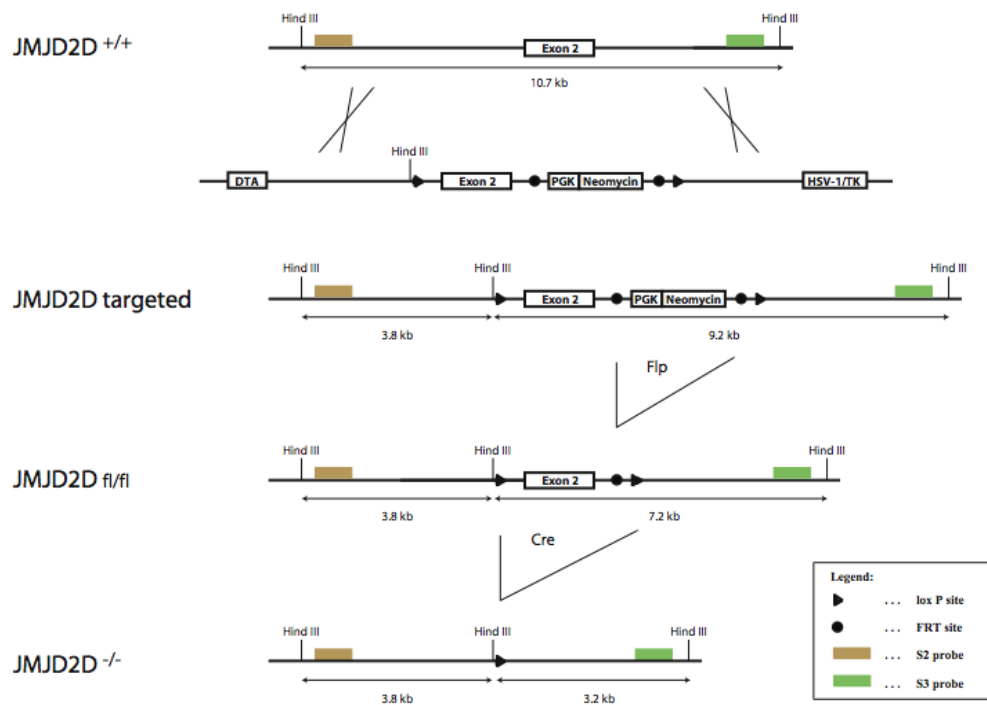 Hind III Hind III
JMJD2D +/+
Exon 2
10.7 kb
Hind III
DTA Exon 2 PGK Neomycin HSV-1/TK
Hind III Hind III Hind III
JMJD2D targeted
Exon 2 PGK Neomycin
3.8 kb 9.2 kb
Flp
Hind III Hind III Hind III
JMJD2D fl/fl
Exon 2
3.8 kb 7.2 kb
Cre
Hind III Hind III Hind III
JMJD2D -/-
3.8 kb 3.2 kb
Legend:
... lox P site
... FRT site
... S2 probe
... S3 probe